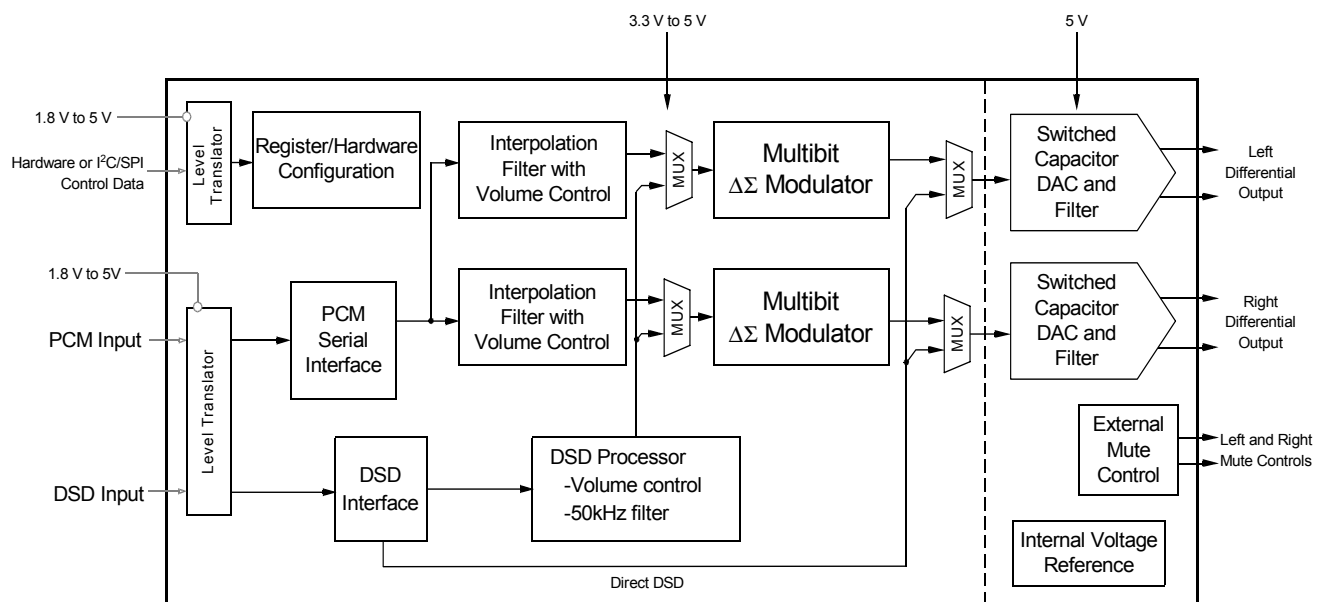 3.3 V to 5 V
5 V
1.8 V to 5 V
Hardware or I²C/SPI
Control Data
Level
Translator
Register/Hardware
Configuration
Interpolation
Filter with
Volume Control
MUX
Multibit
ΔΣ Modulator
MUX
Switched
Capacitor
DAC and
Filter
Left
Differential
Output
1.8 V to 5V
PCM Input
Level Translator
PCM
Serial
Interface
Interpolation
Filter with
Volume Control
MUX
Multibit
ΔΣ Modulator
MUX
Switched
Capacitor
DAC and
Filter
Right
Differential
Output
External
Mute
Control
Left and Right
Mute Controls
DSD Input
DSD
Interface
DSD Processor
-Volume control
-50kHz filter
Direct DSD
Internal Voltage
Reference